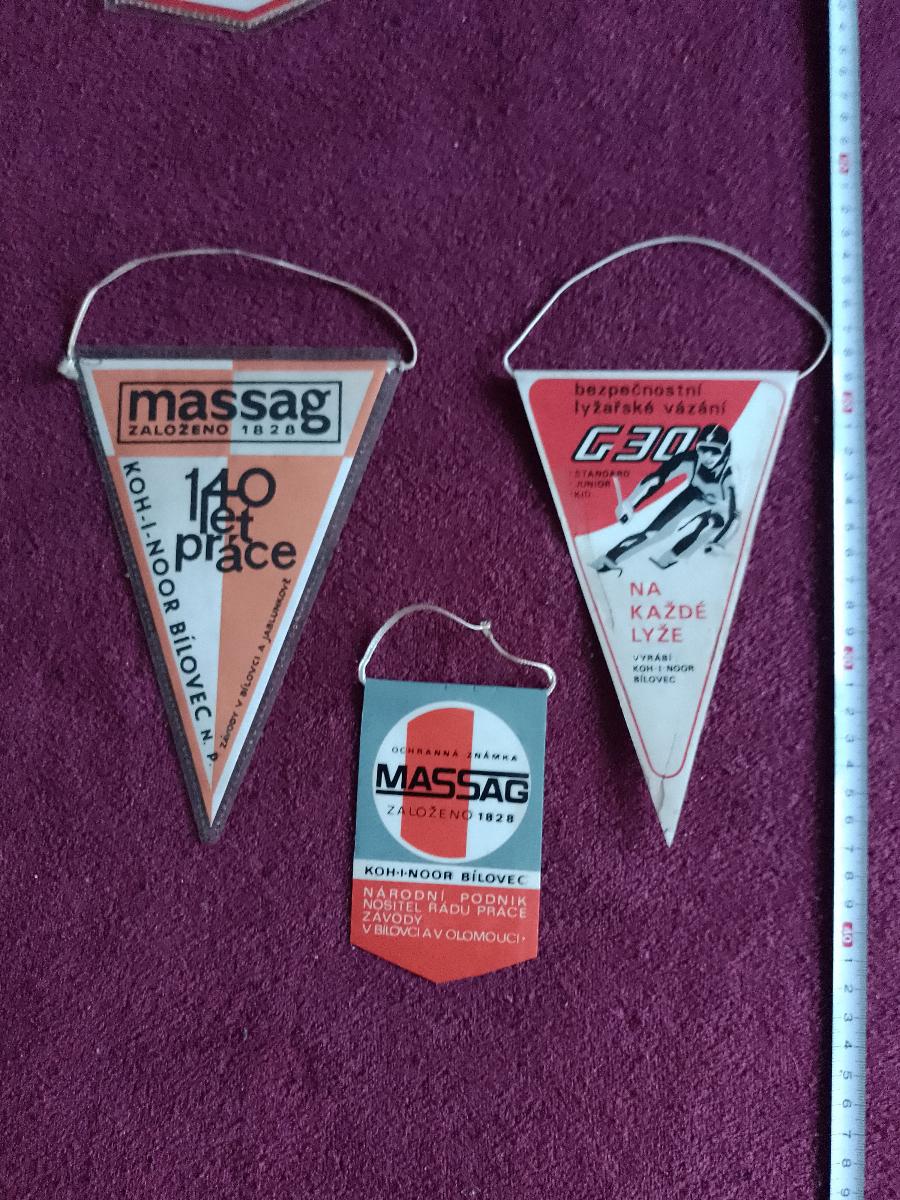 massag
ZALOŽENO 1828
140
let
práce
KOH-I-NOOR BÍLOVEC N. P.
ZÁVODY V BÍLOVCI A JABLUNKOVĚ
bezpečnostní
lyžařské vázání
G30
STANDARD
JUNIOR
KID
NA
KAŽDÉ
LYŽE
VYRÁBÍ
KOH-I-NOOR
BÍLOVEC
OCHRANNÁ ZNÁMKA
MASSAG
ZALOŽENO 1828
KOH-I-NOOR BÍLOVEC
NÁRODNÍ PODNIK
NOSITEL ŘÁDU PRÁCE
ZÁVODY
V BÍLOVCI A V OLOMOUCI